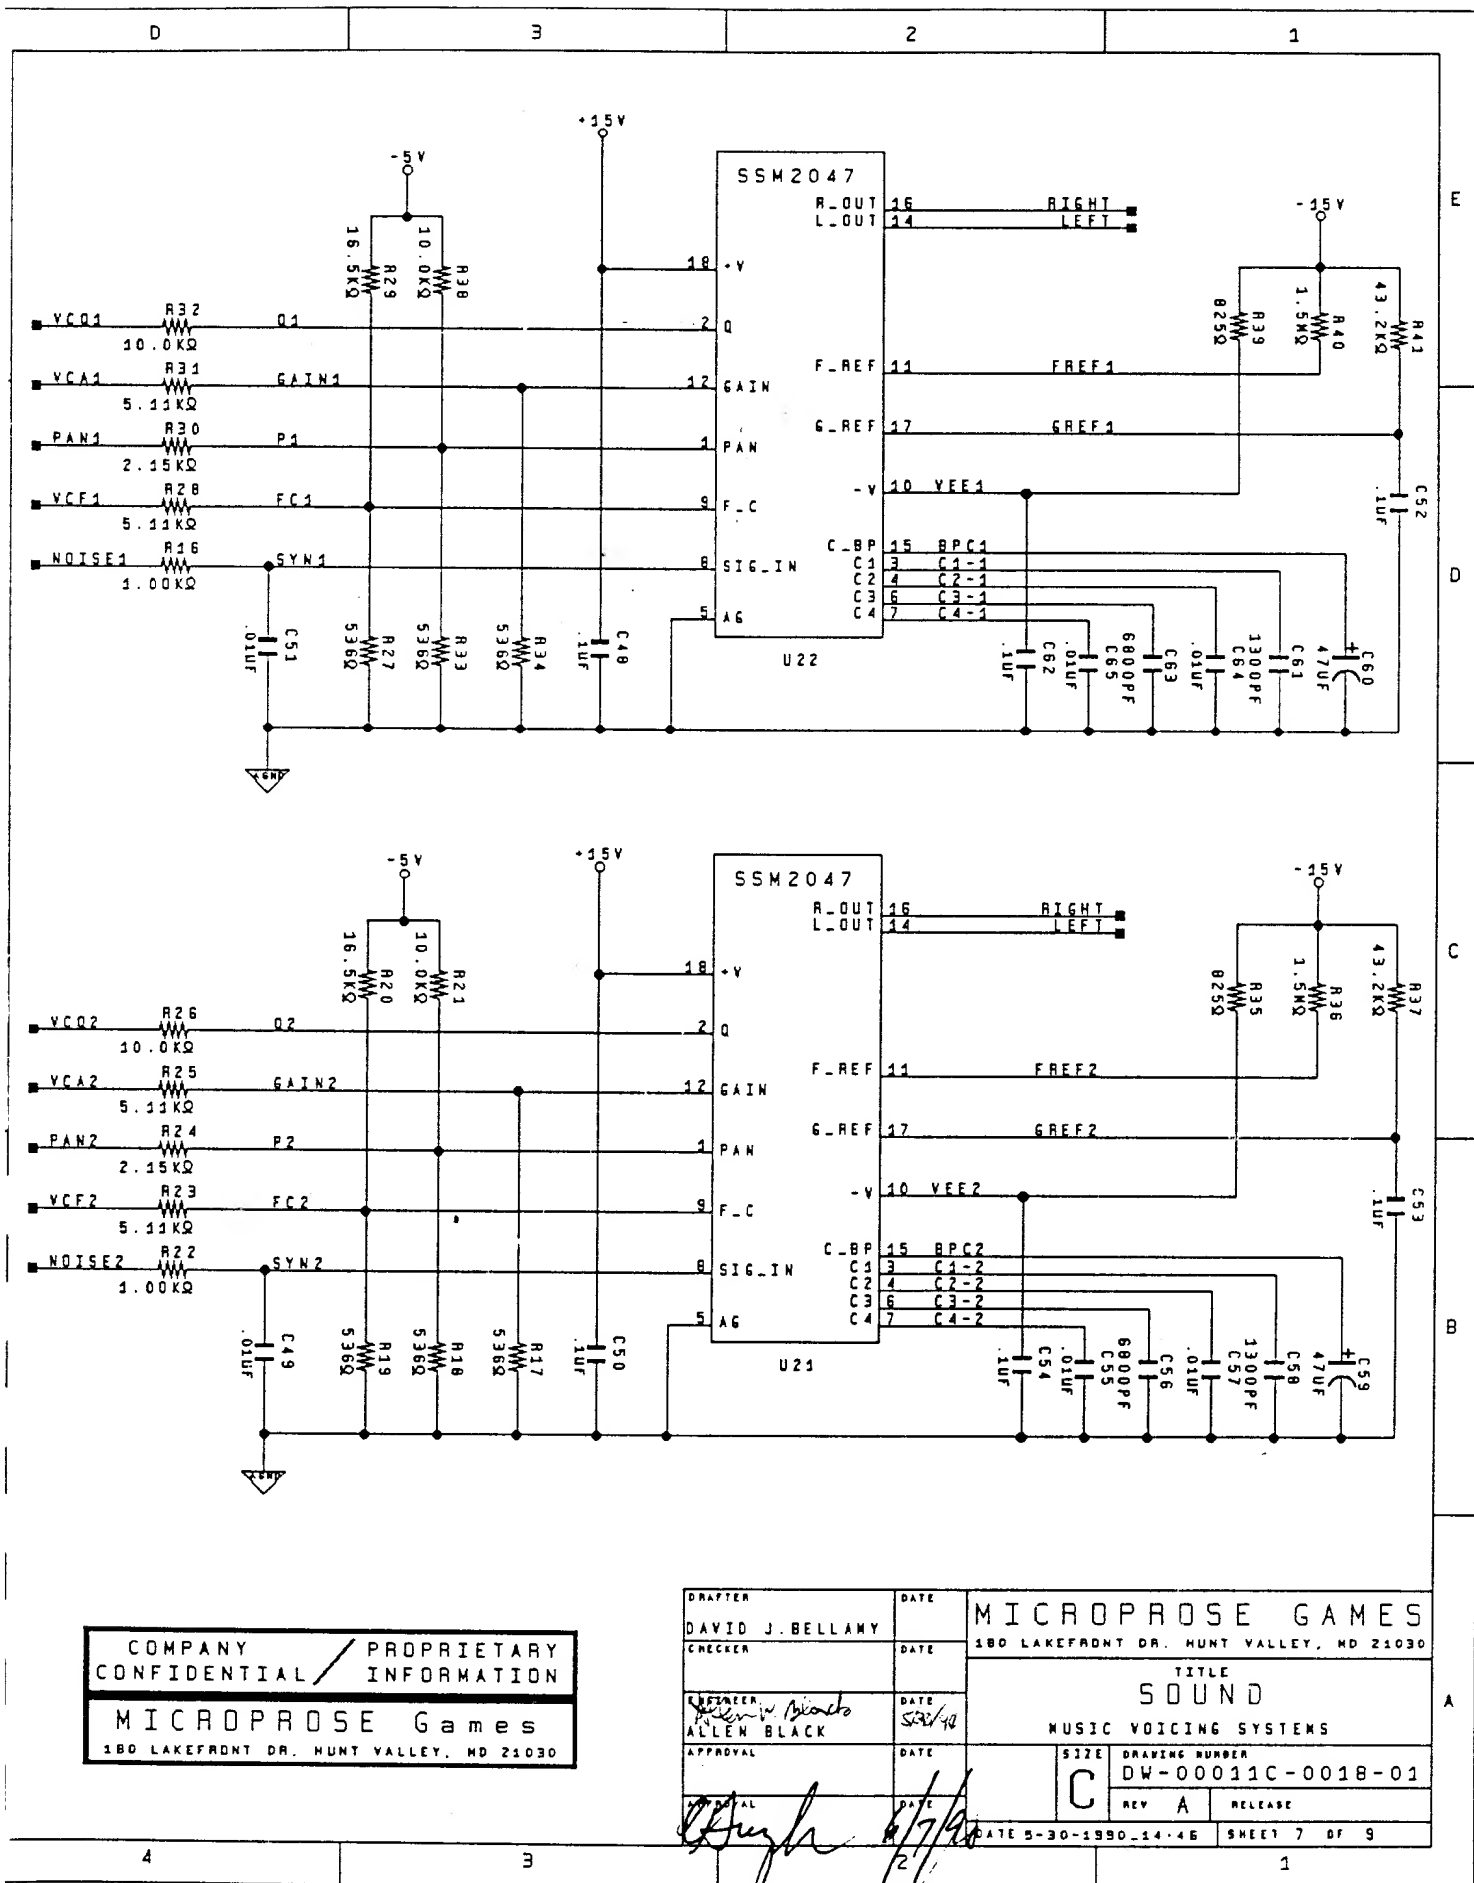 D 3 2 1
E
D
C
B
A
+15V
-5V
SSM2047
R_OUT 16 RIGHT
L_OUT 14 LEFT
-15V
16.5KΩ R29
10.0KΩ R38
18 +V
825Ω R39
1.5MΩ R40
43.2KΩ R41
VCQ1 R32 Q1 2 Q
10.0KΩ
F_REF 11 FREF1
VCA1 R31 GAIN1 12 GAIN
5.11KΩ
G_REF 17 GREF1
PAN1 R30 P1 1 PAN
2.15KΩ
-V 10 VEE1
VCF1 R28 FC1 9 F_C
5.11KΩ
C52 .1UF
NOISE1 R16 SYN1 8 SIG_IN
1.00KΩ
C_BP 15 BPC1
C1 3 C1-1
C2 4 C2-1
C3 6 C3-1
C4 7 C4-1
5 AG
.01UF C51
536Ω R27
536Ω R33
536Ω R34
.1UF C48
U22
.1UF C62
.01UF C65
6800PF C63
.01UF C64
1300PF C61
47UF + C60
AGND
+15V
-5V
SSM2047
R_OUT 16 RIGHT
L_OUT 14 LEFT
-15V
16.5KΩ R20
10.0KΩ R21
18 +V
825Ω R35
1.5MΩ R36
43.2KΩ R37
VCQ2 R26 Q2 2 Q
10.0KΩ
F_REF 11 FREF2
VCA2 R25 GAIN2 12 GAIN
5.11KΩ
G_REF 17 GREF2
PAN2 R24 P2 1 PAN
2.15KΩ
-V 10 VEE2
VCF2 R23 FC2 9 F_C
5.11KΩ
C53 .1UF
NOISE2 R22 SYN2 8 SIG_IN
1.00KΩ
C_BP 15 BPC2
C1 3 C1-2
C2 4 C2-2
C3 6 C3-2
C4 7 C4-2
5 AG
.01UF C49
536Ω R19
536Ω R18
536Ω R17
.1UF C50
U21
.1UF C54
.01UF C55
6800PF C56
.01UF C57
1300PF C58
47UF + C59
AGND
COMPANY CONFIDENTIAL / PROPRIETARY INFORMATION
MICROPROSE Games
180 LAKEFRONT DR. HUNT VALLEY, MD 21030
DRAFTER DATE
DAVID J. BELLAMY
CHECKER DATE
ENGINEER DATE
Allen W. Black
ALLEN BLACK
APPROVAL DATE
APPROVAL DATE
6/7/90
MICROPROSE GAMES
180 LAKEFRONT DR. HUNT VALLEY, MD 21030
TITLE
SOUND
MUSIC VOICING SYSTEMS
SIZE C
DRAWING NUMBER
DW-00011C-0018-01
REV A RELEASE
DATE 5-30-1990_14:46 SHEET 7 OF 9
4 3 2 1